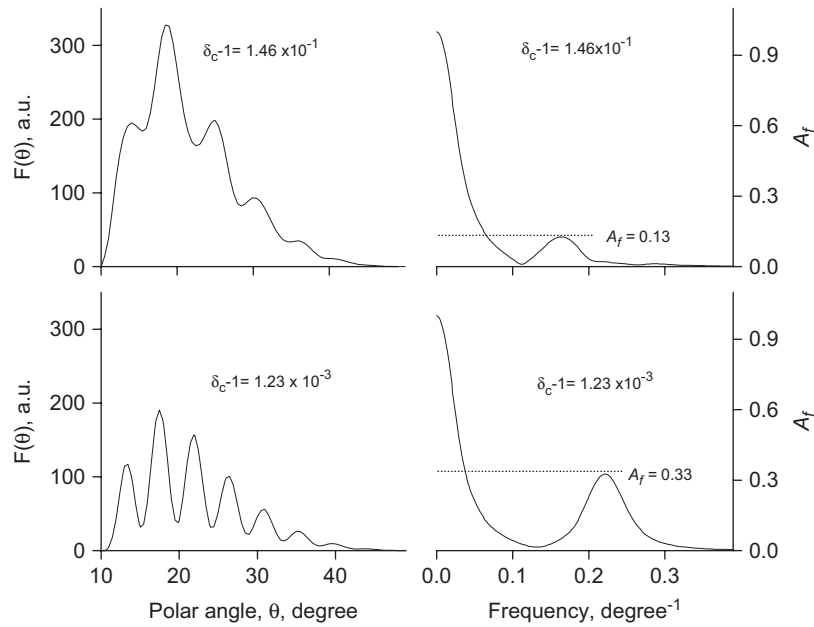 300
200
100
0
F(θ), a.u.
δc-1= 1.46 x10-1
δc-1= 1.46x10-1
0.9
0.6
0.3
0.0
Af
Af = 0.13
300
200
100
0
F(θ), a.u.
δc-1= 1.23 x 10-3
δc-1= 1.23 x10-3
0.9
0.6
0.3
0.0
Af
Af = 0.33
10 20 30 40
0.0 0.1 0.2 0.3
Polar angle, θ, degree
Frequency, degree-1